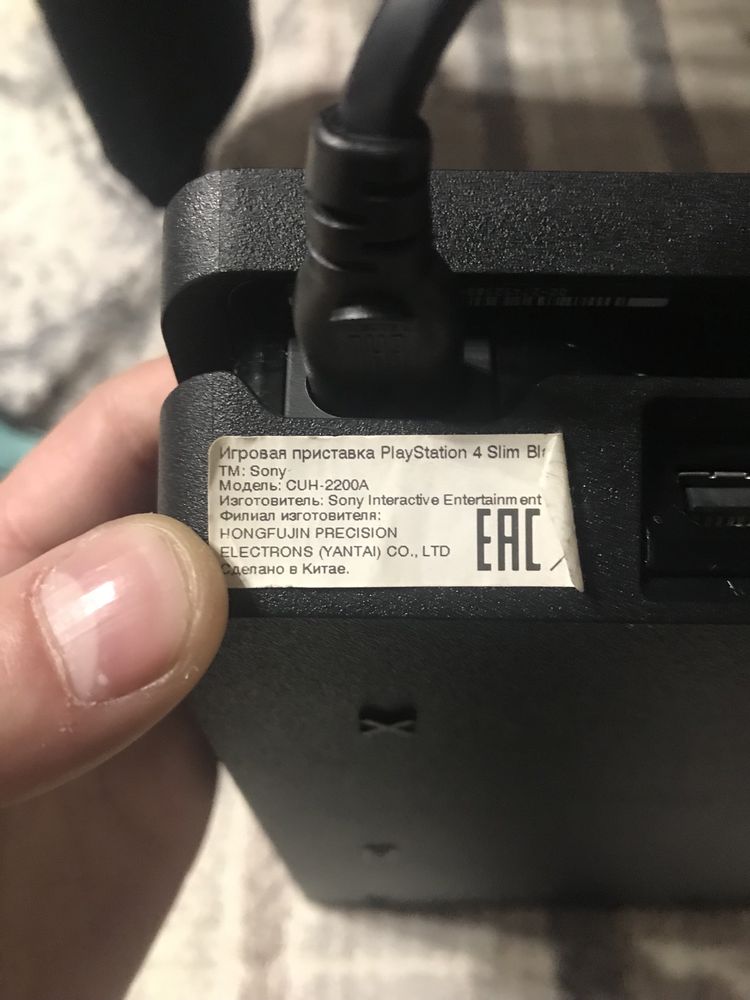 Игровая приставка PlayStation 4 Slim Bl
TM: Sony
Модель: CUH-2200A
Изготовитель: Sony Interactive Entertainment
Филиал изготовителя:
HONGFUJIN PRECISION
ELECTRONS (YANTAI) CO., LTD
Сделано в Китае.
EAC